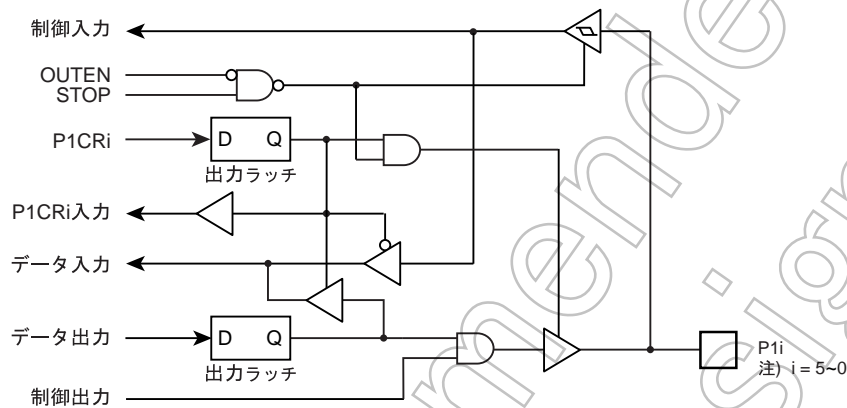 制御入力
OUTEN
STOP
P1CRi
D Q
出力ラッチ
P1CRi入力
データ入力
データ出力
D Q
出力ラッチ
制御出力
P1i
注) i = 5~0